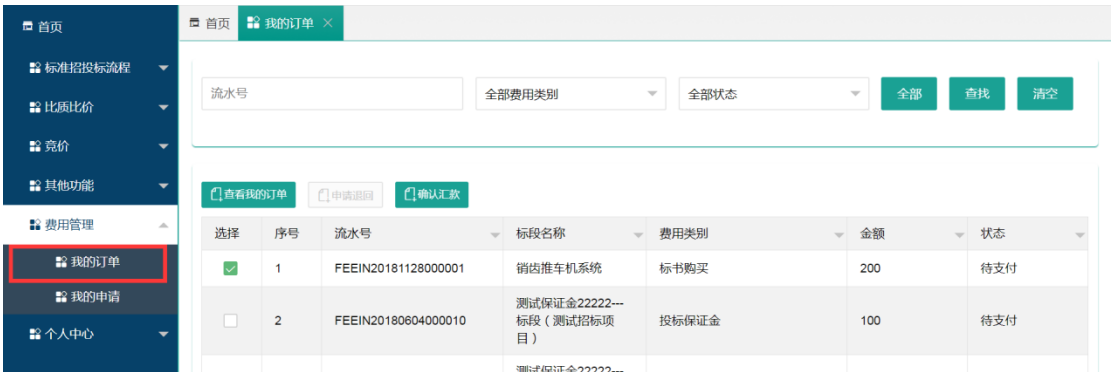 首页
标准招投标流程
比质比价
竞价
其他功能
费用管理
我的订单
我的申请
个人中心
首页 我的订单 ×
流水号 全部费用类别 全部状态 全部 查找 清空
查看我的订单 申请退回 确认汇款
选择 序号 流水号 标段名称 费用类别 金额 状态
1 FEEIN20181128000001 销齿推车机系统 标书购买 200 待支付
测试保证金22222---
2 FEEIN20180604000010 标段（测试招标项 投标保证金 100 待支付
目）
测试保证金22222---